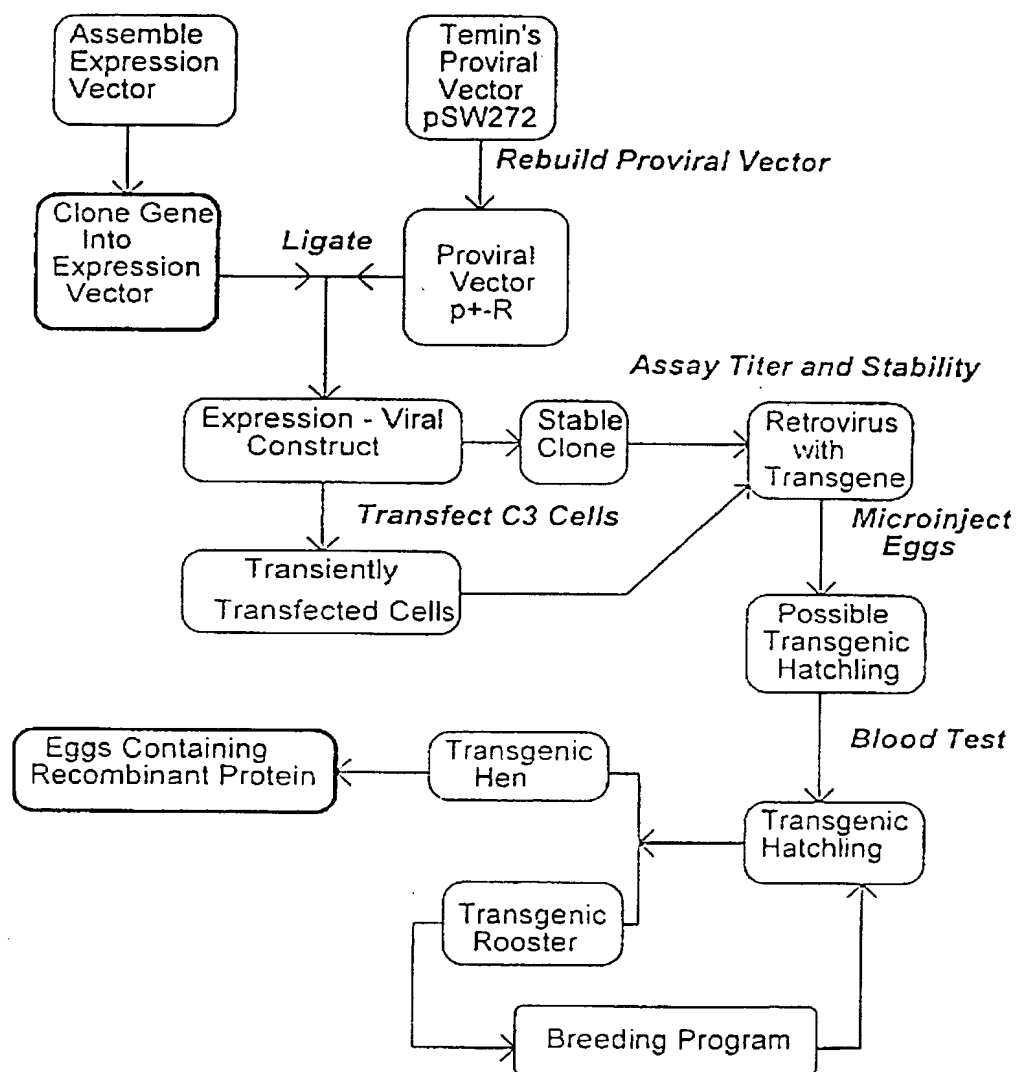 Assemble
Expression
Vector
Temin's
Proviral
Vector
pSW272
Rebuild Proviral Vector
Clone Gene
Into
Expression
Vector
Ligate
Proviral
Vector
p+-R
Assay Titer and Stability
Expression - Viral
Construct
Stable
Clone
Retrovirus
with
Transgene
Transfect C3 Cells
Microinject
Eggs
Transiently
Transfected Cells
Possible
Transgenic
Hatchling
Blood Test
Eggs Containing
Recombinant Protein
Transgenic
Hen
Transgenic
Hatchling
Transgenic
Rooster
Breeding Program